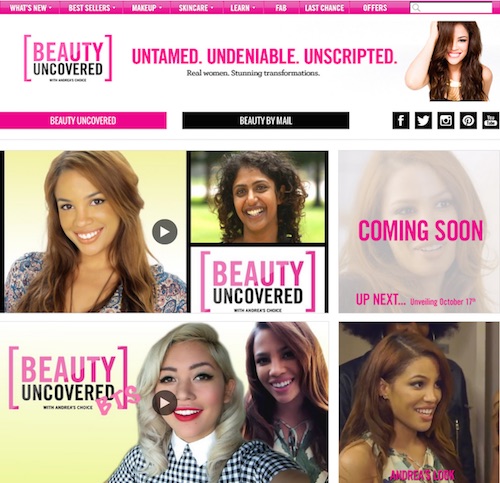 WHAT'S NEW
BEST SELLERS
MAKEUP
SKINCARE
LEARN
FAB
LAST CHANCE
OFFERS
[BEAUTY
UNCOVERED]
WITH ANDREA'S CHOICE
UNTAMED. UNDENIABLE. UNSCRIPTED.
Real women. Stunning transformations.
BEAUTY UNCOVERED
BEAUTY BY MAIL
You
Tube
[BEAUTY
UNCOVERED]
WITH ANDREA'S CHOICE
COMING SOON
UP NEXT... Unveiling October 17th
[BEAUTY
UNCOVERED]
WITH ANDREA'S CHOICE
BTS
ANDREA'S LOOK